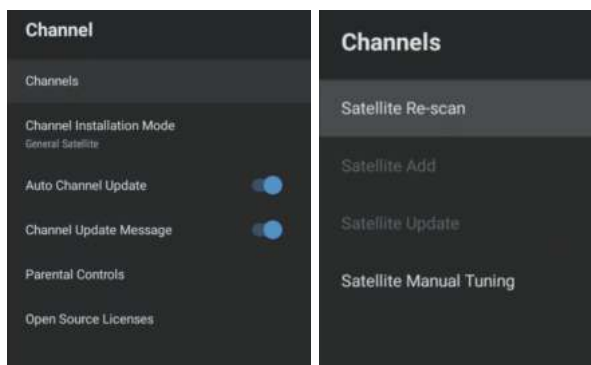 Channel
Channels
Channel Installation Mode
General Satellite
Auto Channel Update
Channel Update Message
Parental Controls
Open Source Licenses
Channels
Satellite Re-scan
Satellite Add
Satellite Update
Satellite Manual Tuning